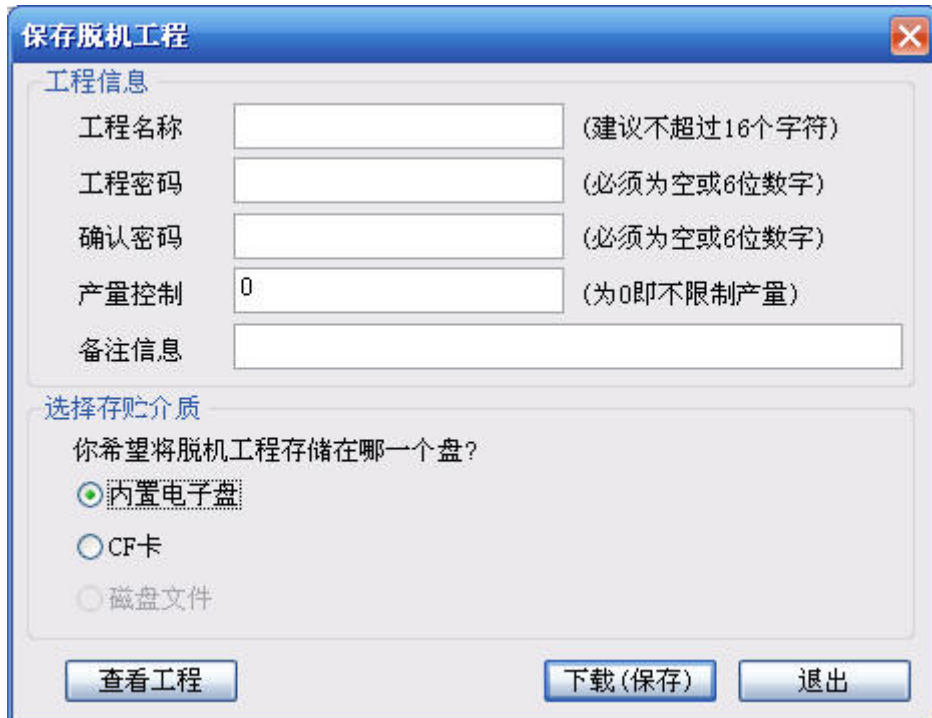 保存脱机工程
工程信息
工程名称 (建议不超过16个字符)
工程密码 (必须为空或6位数字)
确认密码 (必须为空或6位数字)
产量控制 0 (为0即不限制产量)
备注信息
选择存贮介质
你希望将脱机工程存储在哪一个盘?
内置电子盘
CF卡
磁盘文件
查看工程 下载(保存) 退出